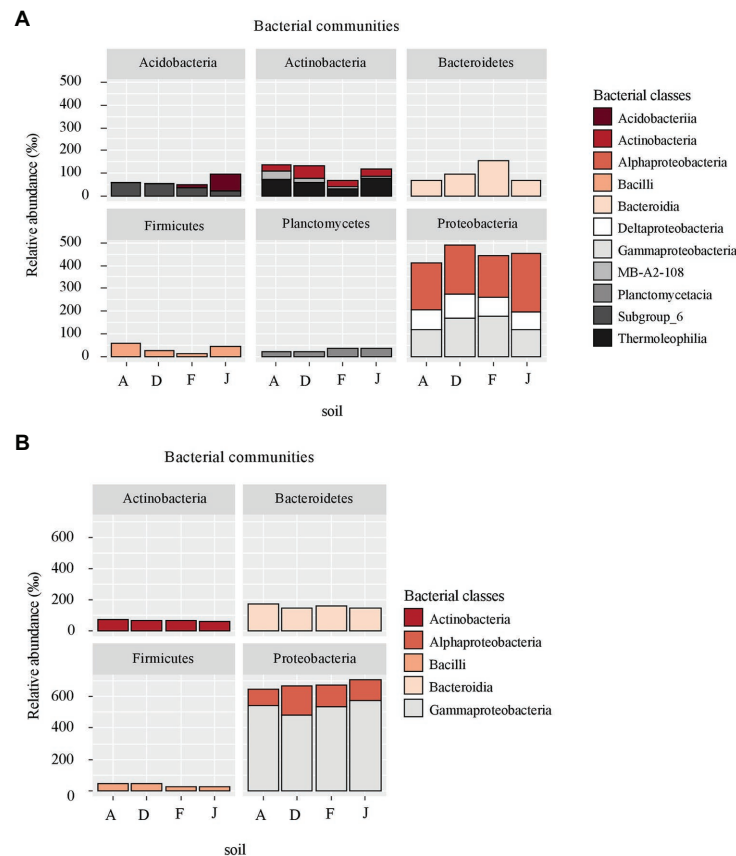 A
Bacterial communities
Acidobacteria
Actinobacteria
Bacteroidetes
500
400
300
200
100
0
Firmicutes
Planctomycetes
Proteobacteria
500
400
300
200
100
0
Relative abundance (‰)
A D F J
A D F J
A D F J
soil
Bacterial classes
Acidobacteriia
Actinobacteria
Alphaproteobacteria
Bacilli
Bacteroidia
Deltaproteobacteria
Gammaproteobacteria
MB-A2-108
Planctomycetacia
Subgroup_6
Thermoleophilia
B
Bacterial communities
Actinobacteria
Bacteroidetes
600
400
200
0
Firmicutes
Proteobacteria
600
400
200
0
Relative abundance (‰)
A D F J
A D F J
soil
Bacterial classes
Actinobacteria
Alphaproteobacteria
Bacilli
Bacteroidia
Gammaproteobacteria